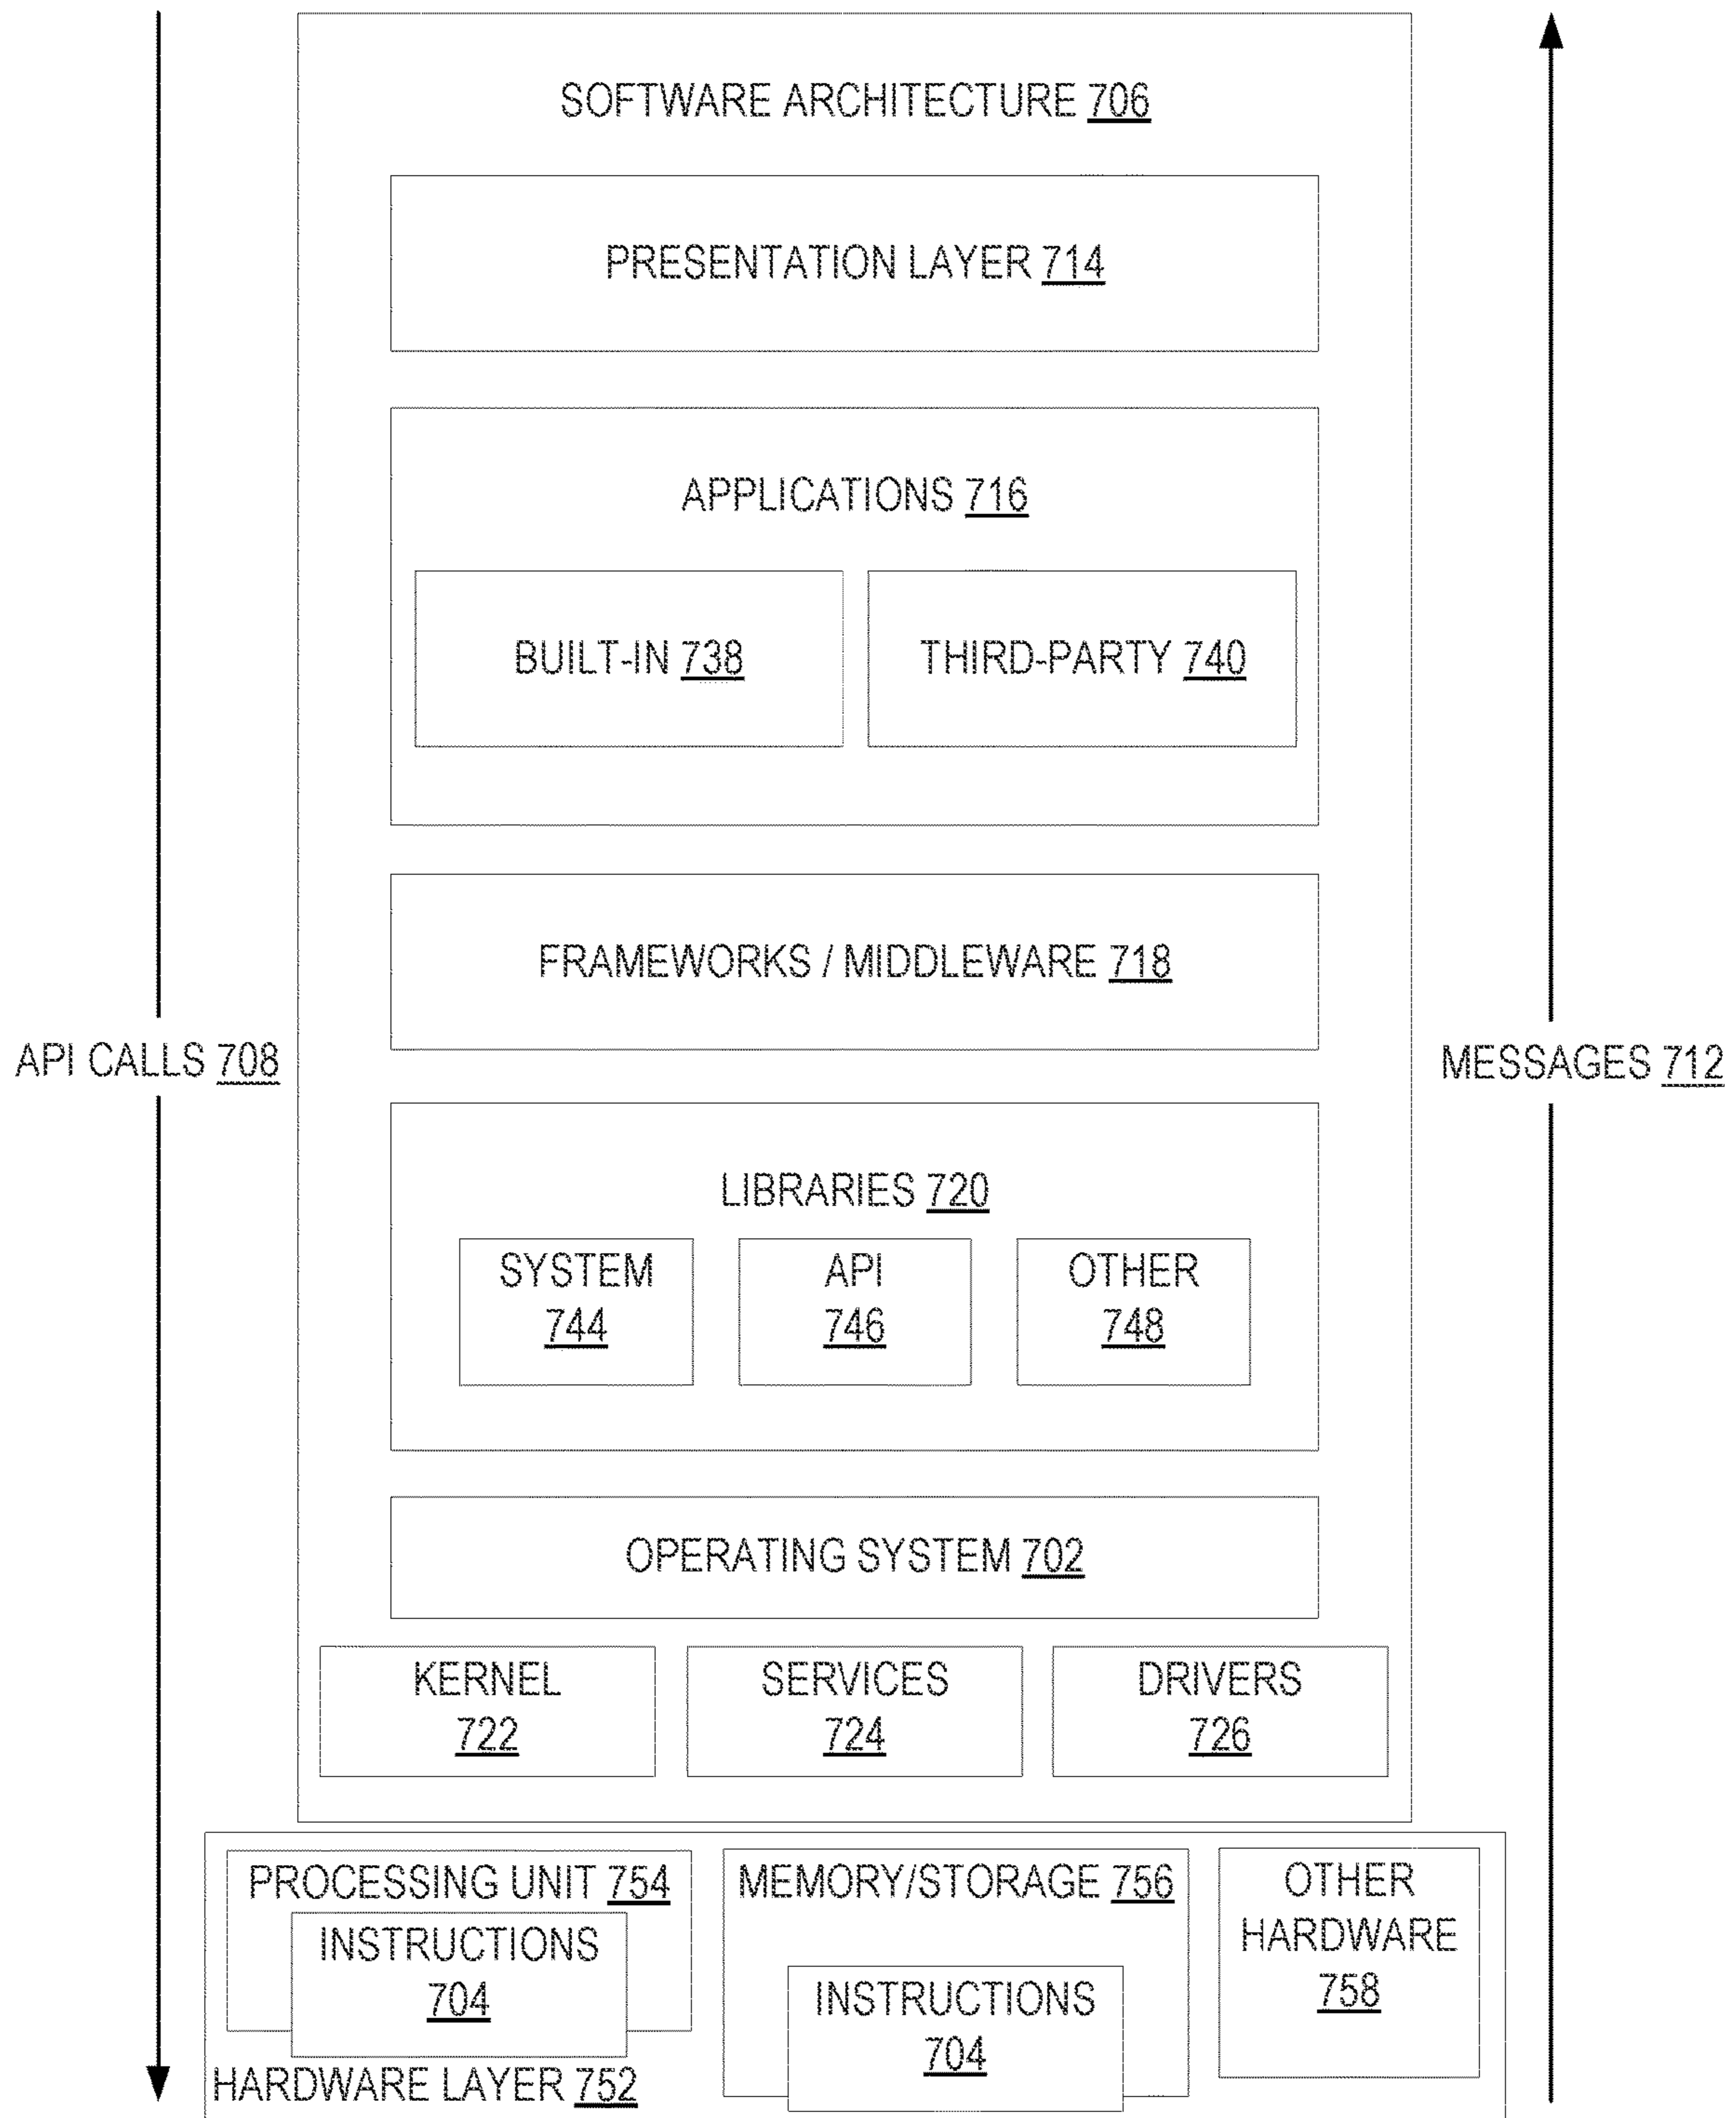 SOFTWARE ARCHITECTURE 706
PRESENTATION LAYER 714
APPLICATIONS 716
BUILT-IN 738
THIRD-PARTY 740
FRAMEWORKS / MIDDLEWARE 718
API CALLS 708
MESSAGES 712
LIBRARIES 720
SYSTEM
744
API
746
OTHER
748
OPERATING SYSTEM 702
KERNEL
722
SERVICES
724
DRIVERS
726
PROCESSING UNIT 754
INSTRUCTIONS
704
MEMORY/STORAGE 756
INSTRUCTIONS
704
OTHER
HARDWARE
758
HARDWARE LAYER 752